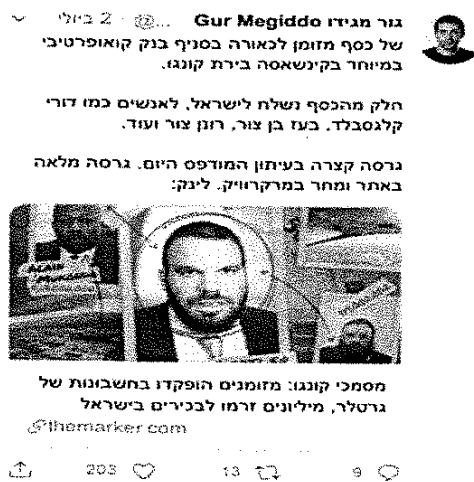 גור מגידו Gur Megiddo @... · 2 ביולי
של כסף מזומן לכאורה בסניף בנק קואופרטיבי
במיוחד בקינשאסה בירת קונגו.
חלק מהכסף נשלח לישראל, לאנשים כמו דורי
קלגסבלד, בעז בן צור, רונן צור ועוד.
גרסה קצרה בעיתון המודפס היום. גרסה מלאה
באתר ומחר במרקרוויק. לינק:
מסמכי קונגו: מזומנים הופקדו בחשבונות של
גרטלר, מיליונים זרמו לבכירים בישראל
themarker.com
9 13 203